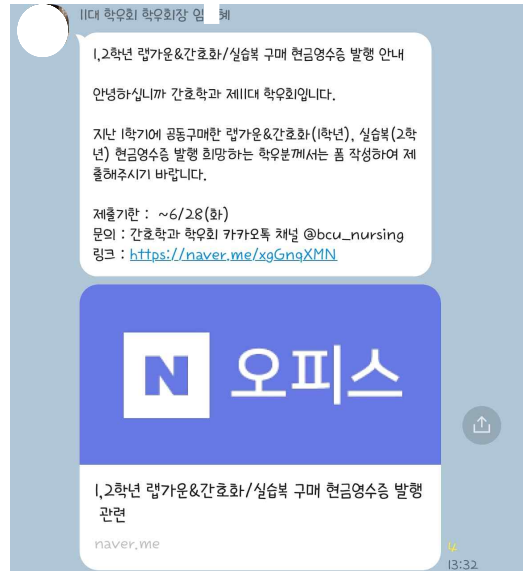 11대 학우회 학우회장 임 혜
1,2학년 랩가운&간호화/실습복 구매 현금영수증 발행 안내
안녕하십니까 간호학과 제11대 학우회입니다.
지난 1학기에 공동구매한 랩가운&간호화(1학년), 실습복(2학
년) 현금영수증 발행 희망하는 학우분께서는 폼 작성하여 제
출해주시기 바랍니다.
제출기한 : ~6/28(화)
문의 : 간호학과 학우회 카카오톡 채널 @bcu_nursing
링크 : https://naver.me/xgGnqXMN
N 오피스
1,2학년 랩가운&간호화/실습복 구매 현금영수증 발행
관련
naver.me
4
13:32